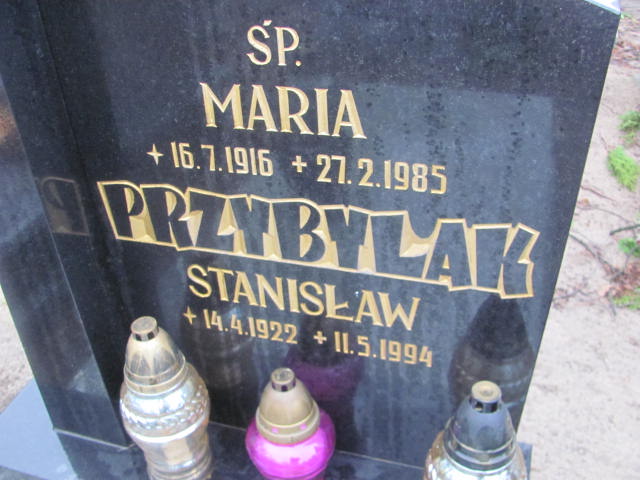 ŚP.
MARIA
✦ 16.7.1916 + 27.2.1985
PRZYBYLAK
STANISŁAW
✦ 14.4.1922 + 11.5.1994